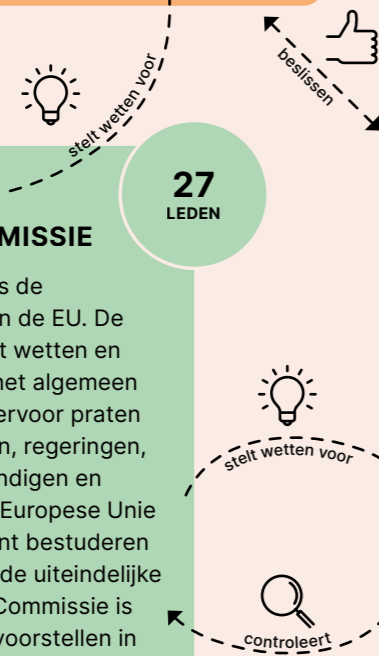 stelt wetten voor
beslissen
27
LEDEN
MISSIE
s de
n de EU. De
t wetten en
net algemeen
ervoor praten
n, regeringen,
ndigen en
Europese Unie
nt bestuderen
de uiteindelijke
Commissie is
voorstellen in
stelt wetten voor
controleert